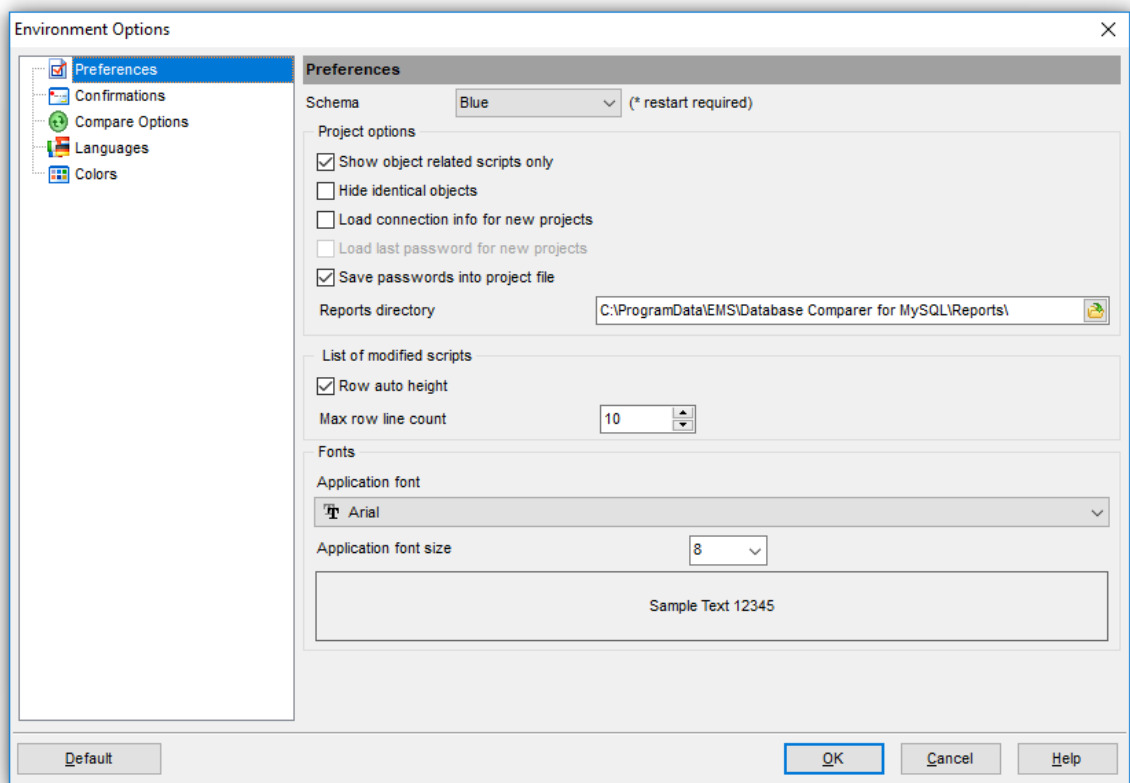 Environment Options
Preferences
Confirmations
Compare Options
Languages
Colors
Preferences
Schema Blue (* restart required)
Project options
Show object related scripts only
Hide identical objects
Load connection info for new projects
Load last password for new projects
Save passwords into project file
Reports directory C:\ProgramData\EMS\Database Comparer for MySQL\Reports\
List of modified scripts
Row auto height
Max row line count 10
Fonts
Application font
Arial
Application font size 8
Sample Text 12345
Default OK Cancel Help